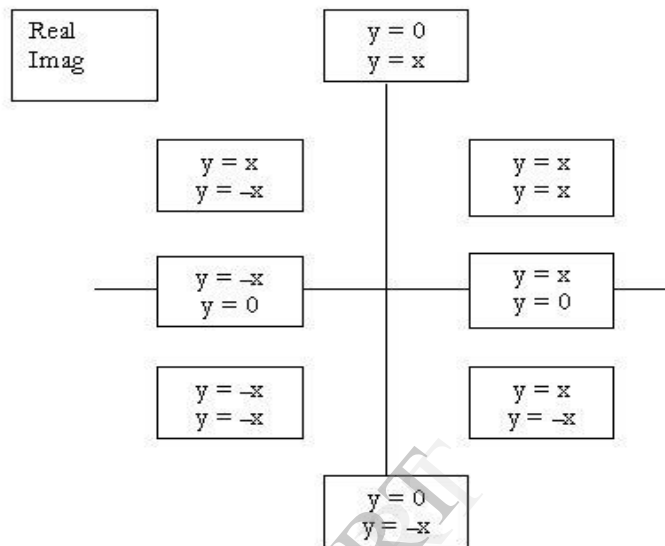 Real
Imag
y = 0
y = x
y = x
y = –x
y = x
y = x
y = –x
y = 0
y = x
y = 0
y = –x
y = –x
y = x
y = –x
y = 0
y = –x